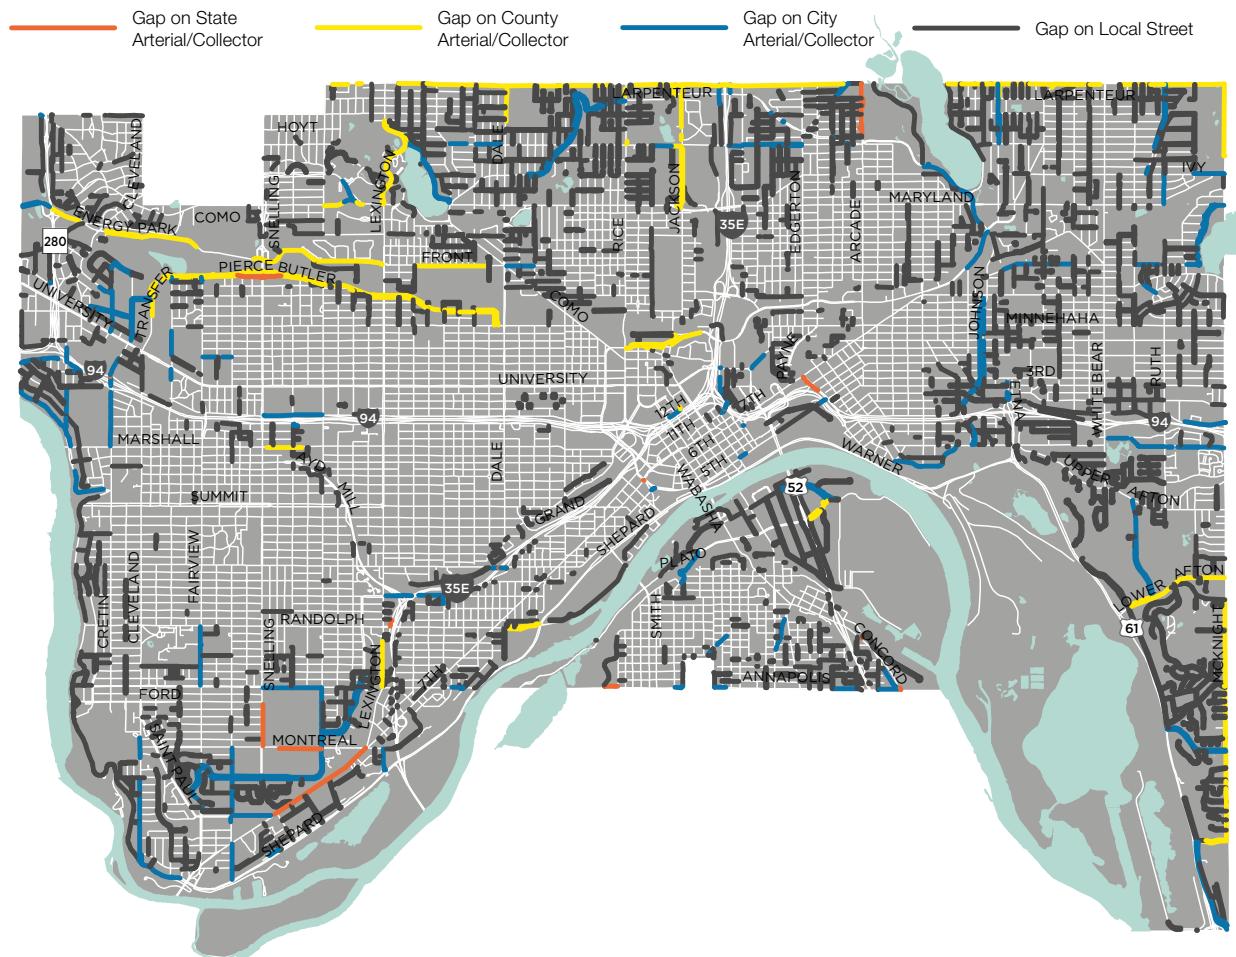 Gap on State
Arterial/Collector
Gap on County
Arterial/Collector
Gap on City
Arterial/Collector
Gap on Local Street
LARPENTEUR
LARPENTEUR
HOYT
CLEVELAND
DALE
LEXINGTON
SNELLING
JACKSON
IVY
EDGERTON
MARYLAND
ARCADE
RICE
35E
COMO
ENERGY PARK
280
FRONT
PIERCE BUTLER
TRANSFER
UNIVERSITY
COMO
JOHNSON
MINNEHAHA
PAYNE
WHITE BEAR
RUTH
3RD
ETNA
94
UNIVERSITY
12TH
7TH
94
94
11TH
MARSHALL
6TH
5TH
WARNER
AYD
MILL
DALE
UPPER
AFTON
SUMMIT
WABASHA
52
GRAND
SHEPARD
FAIRVIEW
CLEVELAND
CRETIN
PLATO
35E
SMITH
LOWER
AFTON
RANDOLPH
61
MCKNIGHT
CONCORD
SNELLING
LEXINGTON
7TH
ANNAPOLIS
FORD
SAINT PAUL
MONTREAL
SHEPARD